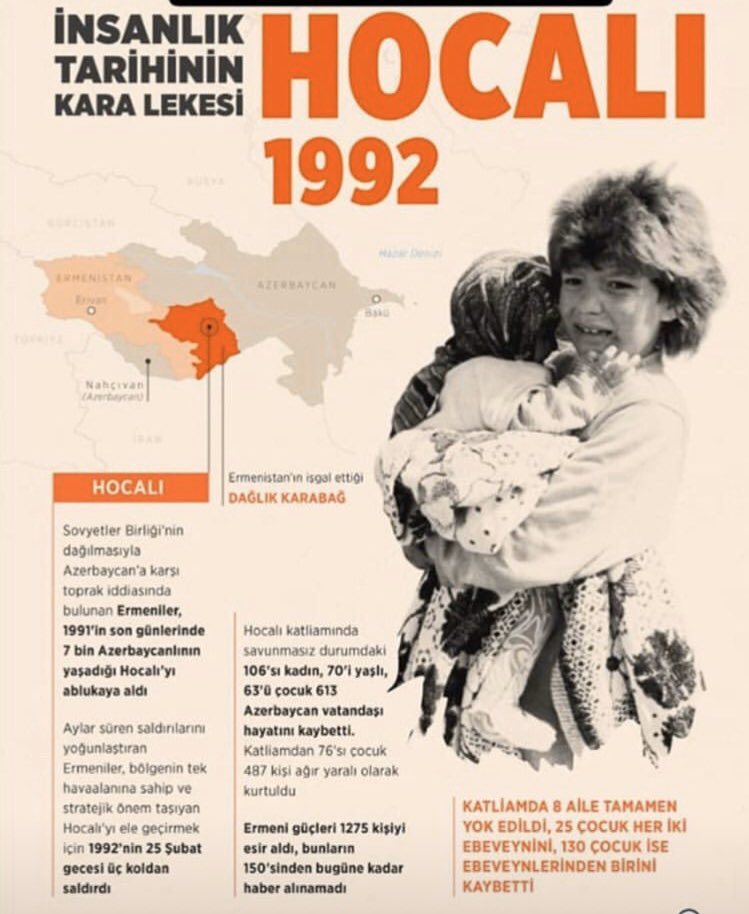 İNSANLIK
TARİHİNİN
KARA LEKESİ
HOCALI
1992
RUSYA
GÜRCİSTAN
Hazar Denizi
ERMENİSTAN
Erivan
AZERBAYCAN
Bakü
TÜRKİYE
Nahçıvan
(Azerbaycan)
İRAN
HOCALI
Ermenistan'ın işgal ettiği
DAĞLIK KARABAĞ
Sovyetler Birliği'nin
dağılmasıyla
Azerbaycan'a karşı
toprak iddiasında
bulunan Ermeniler,
1991'in son günlerinde
7 bin Azerbaycanlının
yaşadığı Hocalı'yı
ablukaya aldı
Aylar süren saldırılarını
yoğunlaştıran
Ermeniler, bölgenin tek
havaalanına sahip ve
stratejik önem taşıyan
Hocalı'yı ele geçirmek
için 1992'nin 25 Şubat
gecesi üç koldan
saldırdı
Hocalı katliamında
savunmasız durumdaki
106'sı kadın, 70'i yaşlı,
63'ü çocuk 613
Azerbaycan vatandaşı
hayatını kaybetti.
Katliamdan 76'sı çocuk
487 kişi ağır yaralı olarak
kurtuldu
Ermeni güçleri 1275 kişiyi
esir aldı, bunların
150'sinden bugüne kadar
haber alınamadı
KATLİAMDA 8 AİLE TAMAMEN
YOK EDİLDİ, 25 ÇOCUK HER İKİ
EBEVEYNİNİ, 130 ÇOCUK İSE
EBEVEYNLERİNDEN BİRİNİ
KAYBETTİ